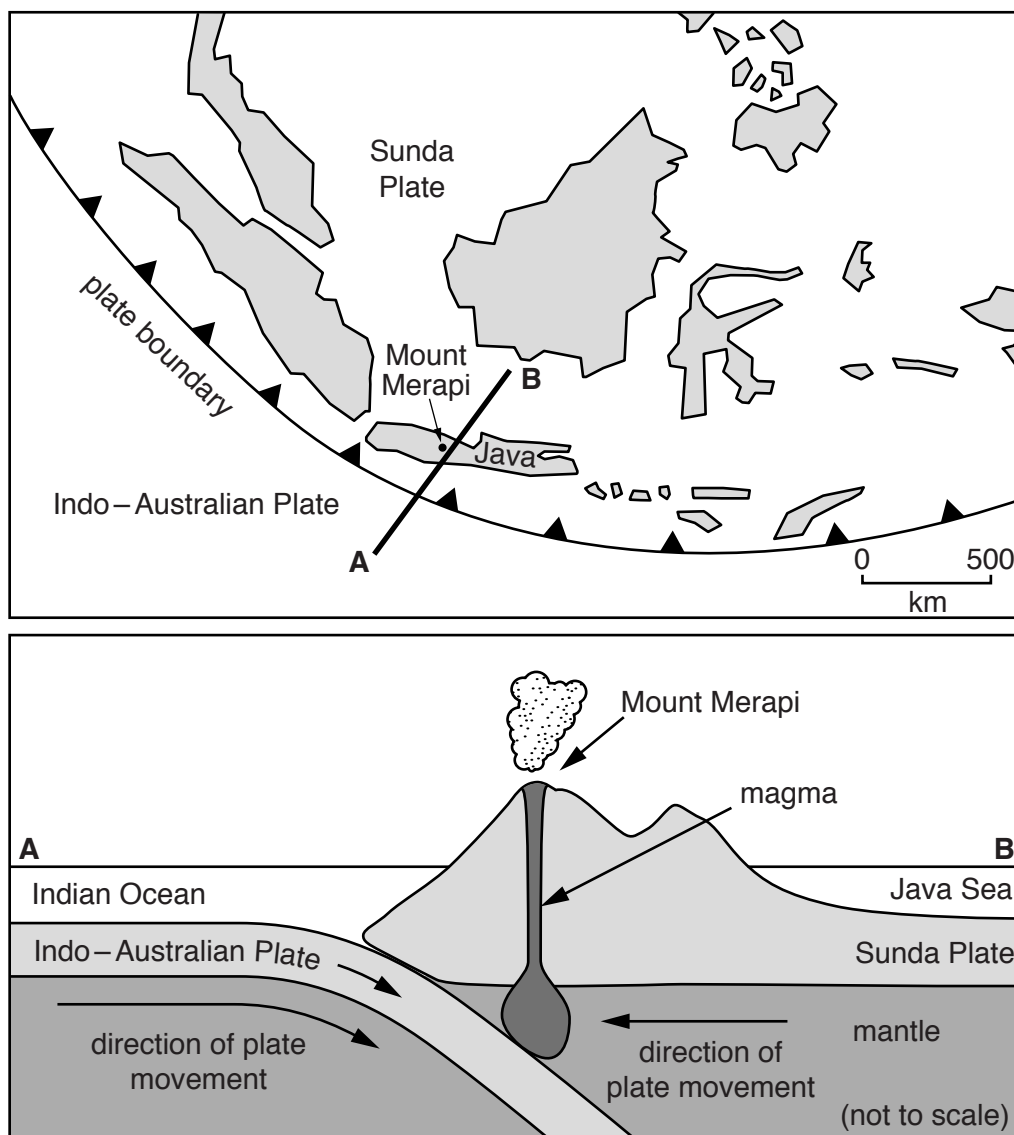 Sunda
Plate
plate boundary
Mount
Merapi
B
Java
Indo–Australian Plate
A
0 500
km
Mount Merapi
magma
A B
Indian Ocean Java Sea
Indo–Australian Plate Sunda Plate
direction of plate
movement
direction of
plate movement
mantle
(not to scale)